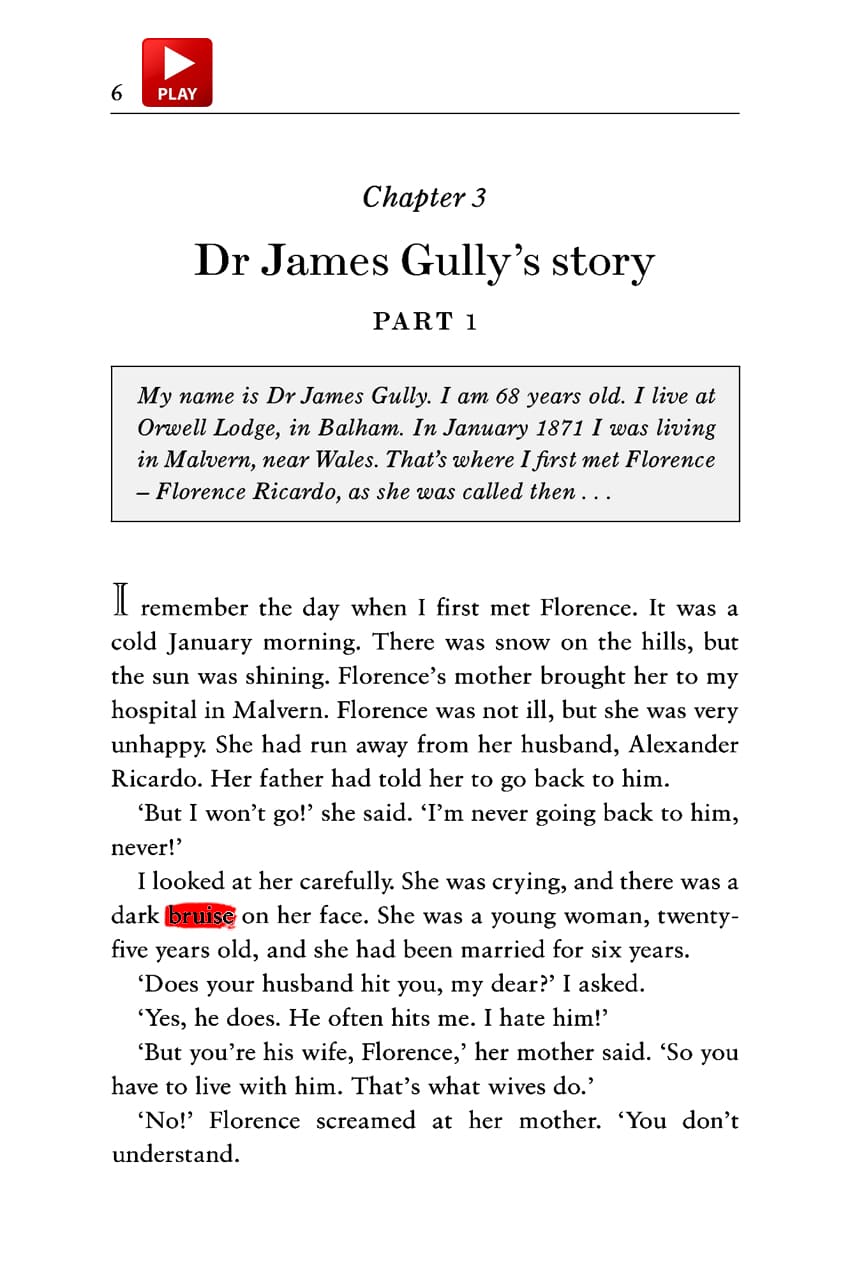 6
PLAY
Chapter 3
Dr James Gully’s story
PART 1
My name is Dr James Gully. I am 68 years old. I live at
Orwell Lodge, in Balham. In January 1871 I was living
in Malvern, near Wales. That’s where I first met Florence
– Florence Ricardo, as she was called then . . .
I remember the day when I first met Florence. It was a
cold January morning. There was snow on the hills, but
the sun was shining. Florence’s mother brought her to my
hospital in Malvern. Florence was not ill, but she was very
unhappy. She had run away from her husband, Alexander
Ricardo. Her father had told her to go back to him.
‘But I won’t go!’ she said. ‘I’m never going back to him,
never!’
I looked at her carefully. She was crying, and there was a
dark bruise on her face. She was a young woman, twenty-
five years old, and she had been married for six years.
‘Does your husband hit you, my dear?’ I asked.
‘Yes, he does. He often hits me. I hate him!’
‘But you’re his wife, Florence,’ her mother said. ‘So you
have to live with him. That’s what wives do.’
‘No!’ Florence screamed at her mother. ‘You don’t
understand.